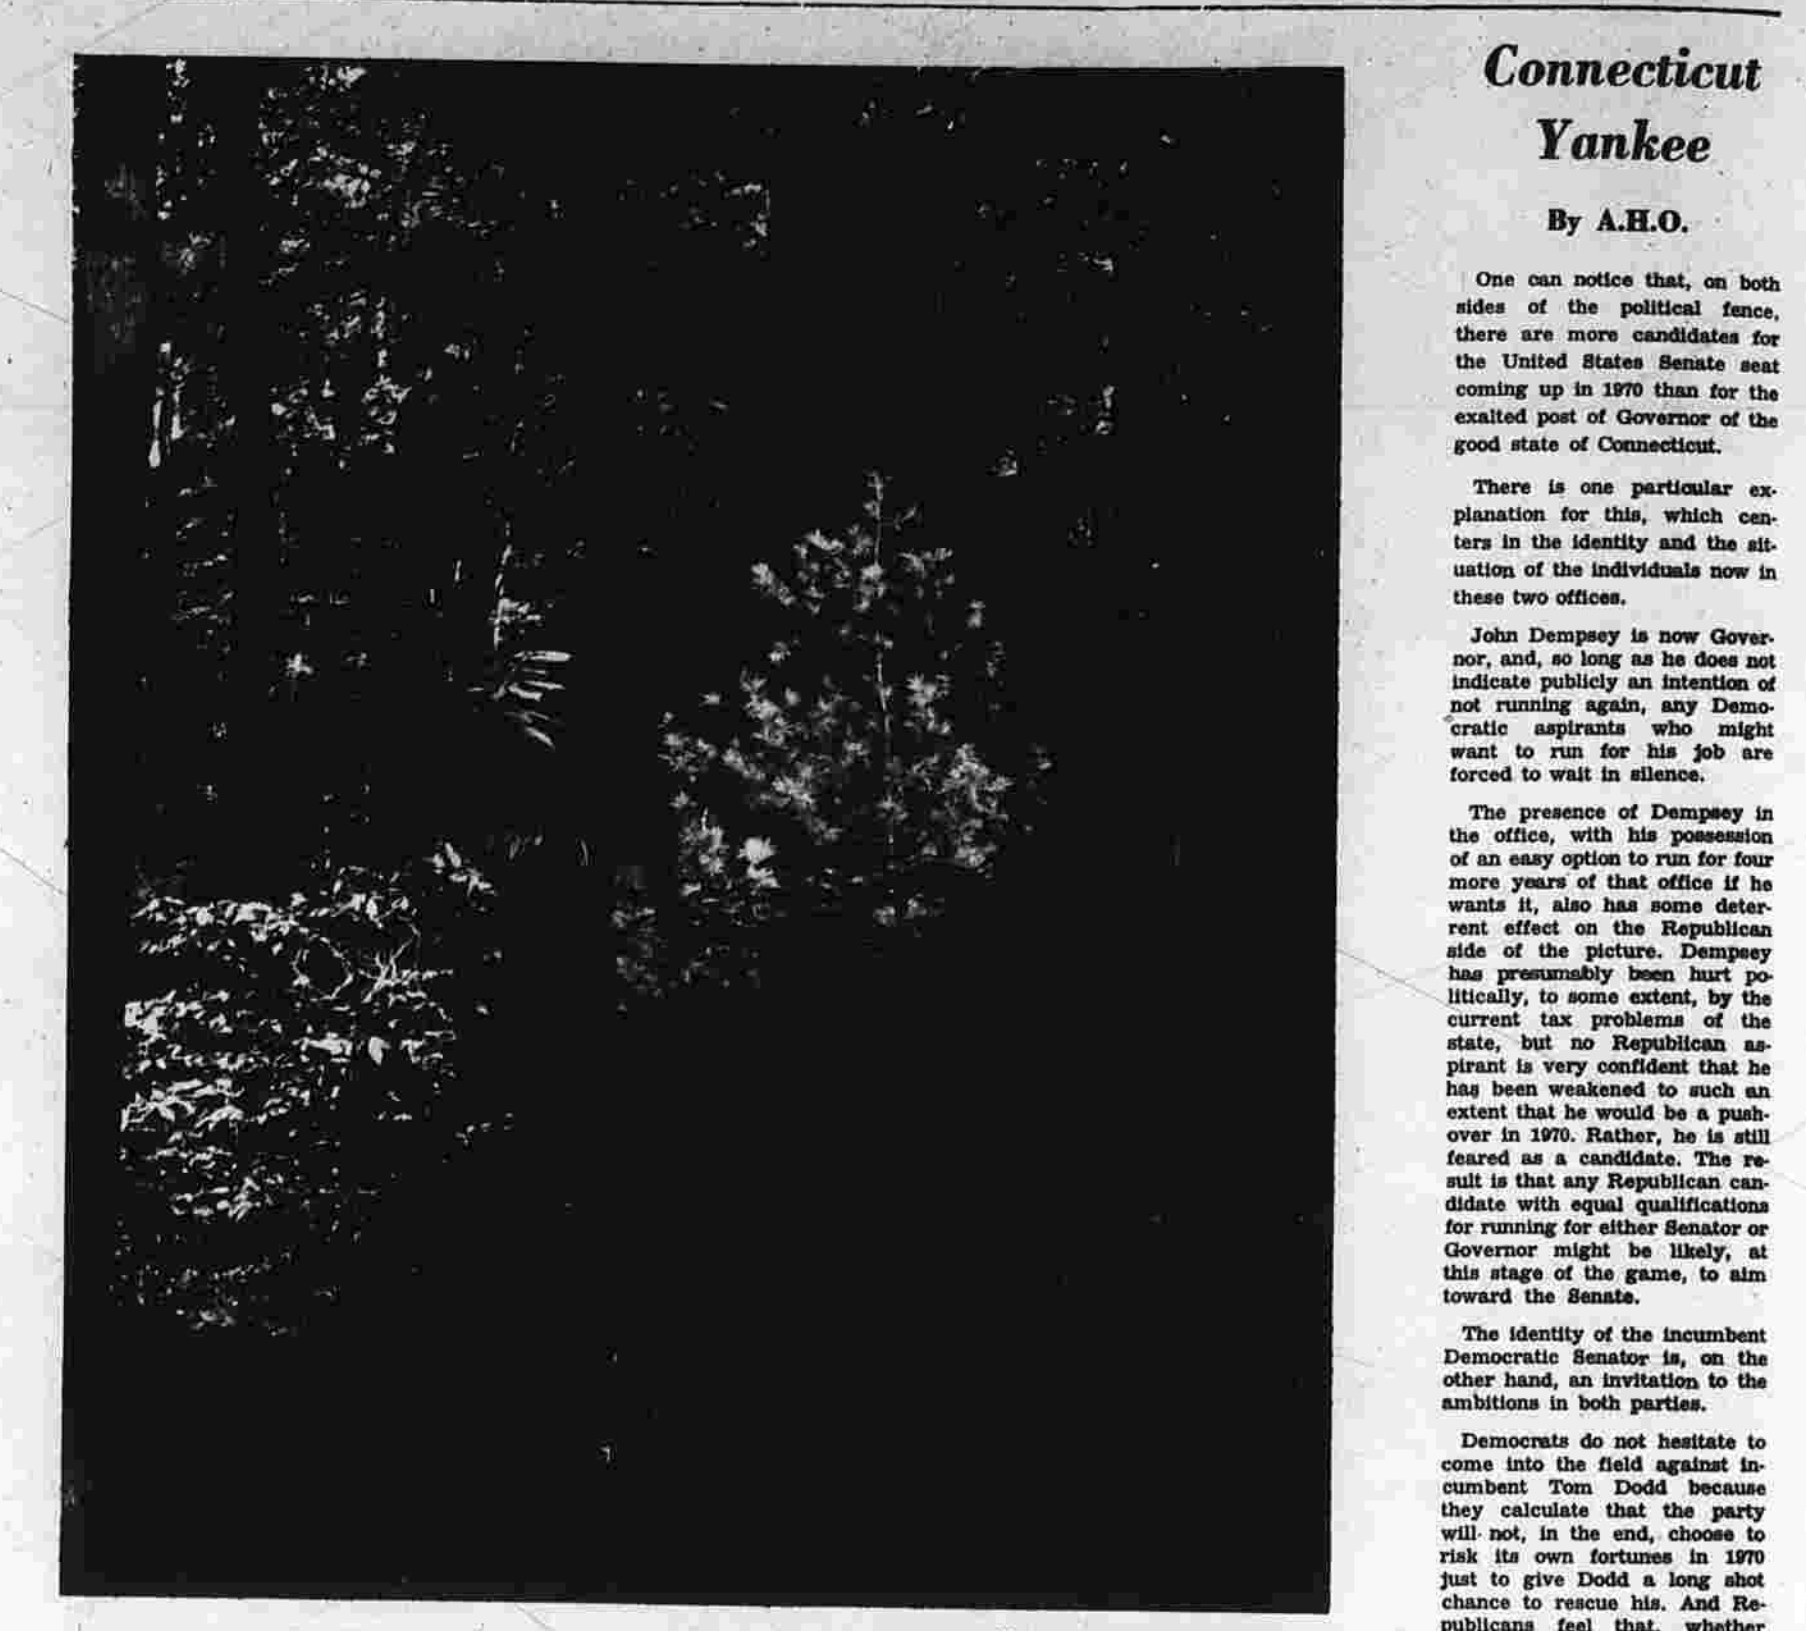 Connecticut
Yankee
By A.H.O.
One can notice that, on both
sides of the political fence,
there are more candidates for
the United States Senate seat
coming up in 1970 than for the
exalted post of Governor of the
good state of Connecticut.
There is one particular ex-
planation for this, which cen-
ters in the identity and the sit-
uation of the individuals now in
these two offices.
John Dempsey is now Gover-
nor, and, so long as he does not
indicate publicly an intention of
not running again, any Demo-
cratic aspirants who might
want to run for his job are
forced to wait in silence.
The presence of Dempsey in
the office, with his possession
of an easy option to run for four
more years of that office if he
wants it, also has some deter-
rent effect on the Republican
side of the picture. Dempsey
has presumably been hurt po-
litically, to some extent, by the
current tax problems of the
state, but no Republican as-
pirant is very confident that he
has been weakened to such an
extent that he would be a push-
over in 1970. Rather, he is still
feared as a candidate. The re-
sult is that any Republican can-
didate with equal qualifications
for running for either Senator or
Governor might be likely, at
this stage of the game, to aim
toward the Senate.
The identity of the incumbent
Democratic Senator is, on the
other hand, an invitation to the
ambitions in both parties.
Democrats do not hesitate to
come into the field against in-
cumbent Tom Dodd because
they calculate that the party
will not, in the end, choose to
risk its own fortunes in 1970
just to give Dodd a long shot
chance to rescue his. And Re-
publicans feel that, whether